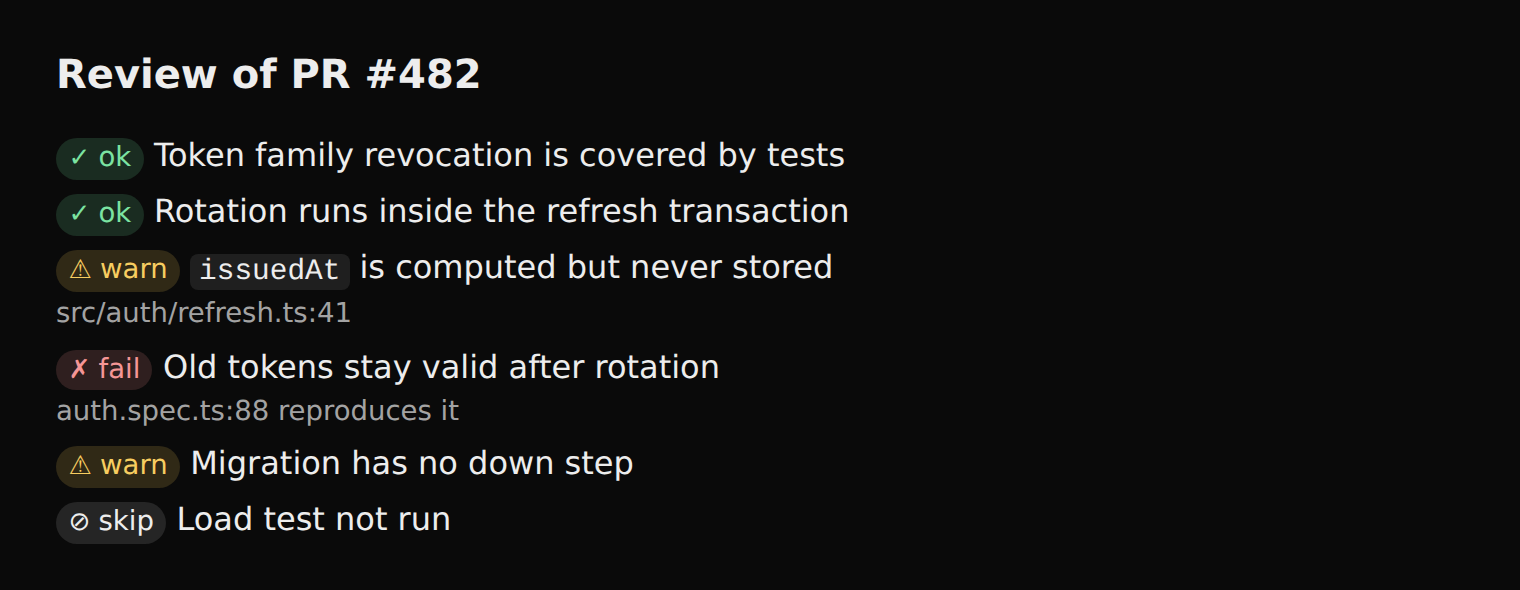 Review of PR #482
✓ ok Token family revocation is covered by tests
✓ ok Rotation runs inside the refresh transaction
⚠ warn issuedAt is computed but never stored
src/auth/refresh.ts:41
✗ fail Old tokens stay valid after rotation
auth.spec.ts:88 reproduces it
⚠ warn Migration has no down step
⊘ skip Load test not run